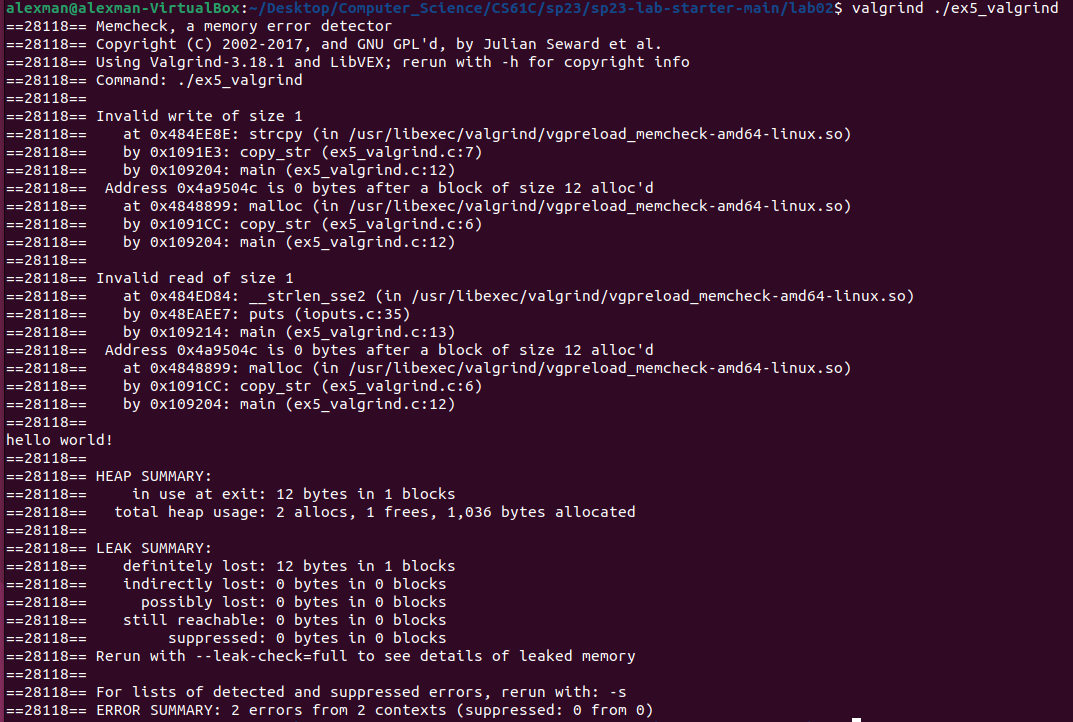 alexman@alexman-VirtualBox:~/Desktop/Computer_Science/CS61C/sp23/sp23-lab-starter-main/lab02$ valgrind ./ex5_valgrind
==28118== Memcheck, a memory error detector
==28118== Copyright (C) 2002-2017, and GNU GPL'd, by Julian Seward et al.
==28118== Using Valgrind-3.18.1 and LibVEX; rerun with -h for copyright info
==28118== Command: ./ex5_valgrind
==28118==
==28118== Invalid write of size 1
==28118==    at 0x484EE8E: strcpy (in /usr/libexec/valgrind/vgpreload_memcheck-amd64-linux.so)
==28118==    by 0x1091E3: copy_str (ex5_valgrind.c:7)
==28118==    by 0x109204: main (ex5_valgrind.c:12)
==28118==  Address 0x4a9504c is 0 bytes after a block of size 12 alloc'd
==28118==    at 0x4848899: malloc (in /usr/libexec/valgrind/vgpreload_memcheck-amd64-linux.so)
==28118==    by 0x1091CC: copy_str (ex5_valgrind.c:6)
==28118==    by 0x109204: main (ex5_valgrind.c:12)
==28118==
==28118== Invalid read of size 1
==28118==    at 0x484ED84: __strlen_sse2 (in /usr/libexec/valgrind/vgpreload_memcheck-amd64-linux.so)
==28118==    by 0x48EAEE7: puts (ioputs.c:35)
==28118==    by 0x109214: main (ex5_valgrind.c:13)
==28118==  Address 0x4a9504c is 0 bytes after a block of size 12 alloc'd
==28118==    at 0x4848899: malloc (in /usr/libexec/valgrind/vgpreload_memcheck-amd64-linux.so)
==28118==    by 0x1091CC: copy_str (ex5_valgrind.c:6)
==28118==    by 0x109204: main (ex5_valgrind.c:12)
==28118==
hello world!
==28118==
==28118== HEAP SUMMARY:
==28118==     in use at exit: 12 bytes in 1 blocks
==28118==   total heap usage: 2 allocs, 1 frees, 1,036 bytes allocated
==28118==
==28118== LEAK SUMMARY:
==28118==    definitely lost: 12 bytes in 1 blocks
==28118==    indirectly lost: 0 bytes in 0 blocks
==28118==      possibly lost: 0 bytes in 0 blocks
==28118==    still reachable: 0 bytes in 0 blocks
==28118==         suppressed: 0 bytes in 0 blocks
==28118== Rerun with --leak-check=full to see details of leaked memory
==28118==
==28118== For lists of detected and suppressed errors, rerun with: -s
==28118== ERROR SUMMARY: 2 errors from 2 contexts (suppressed: 0 from 0)